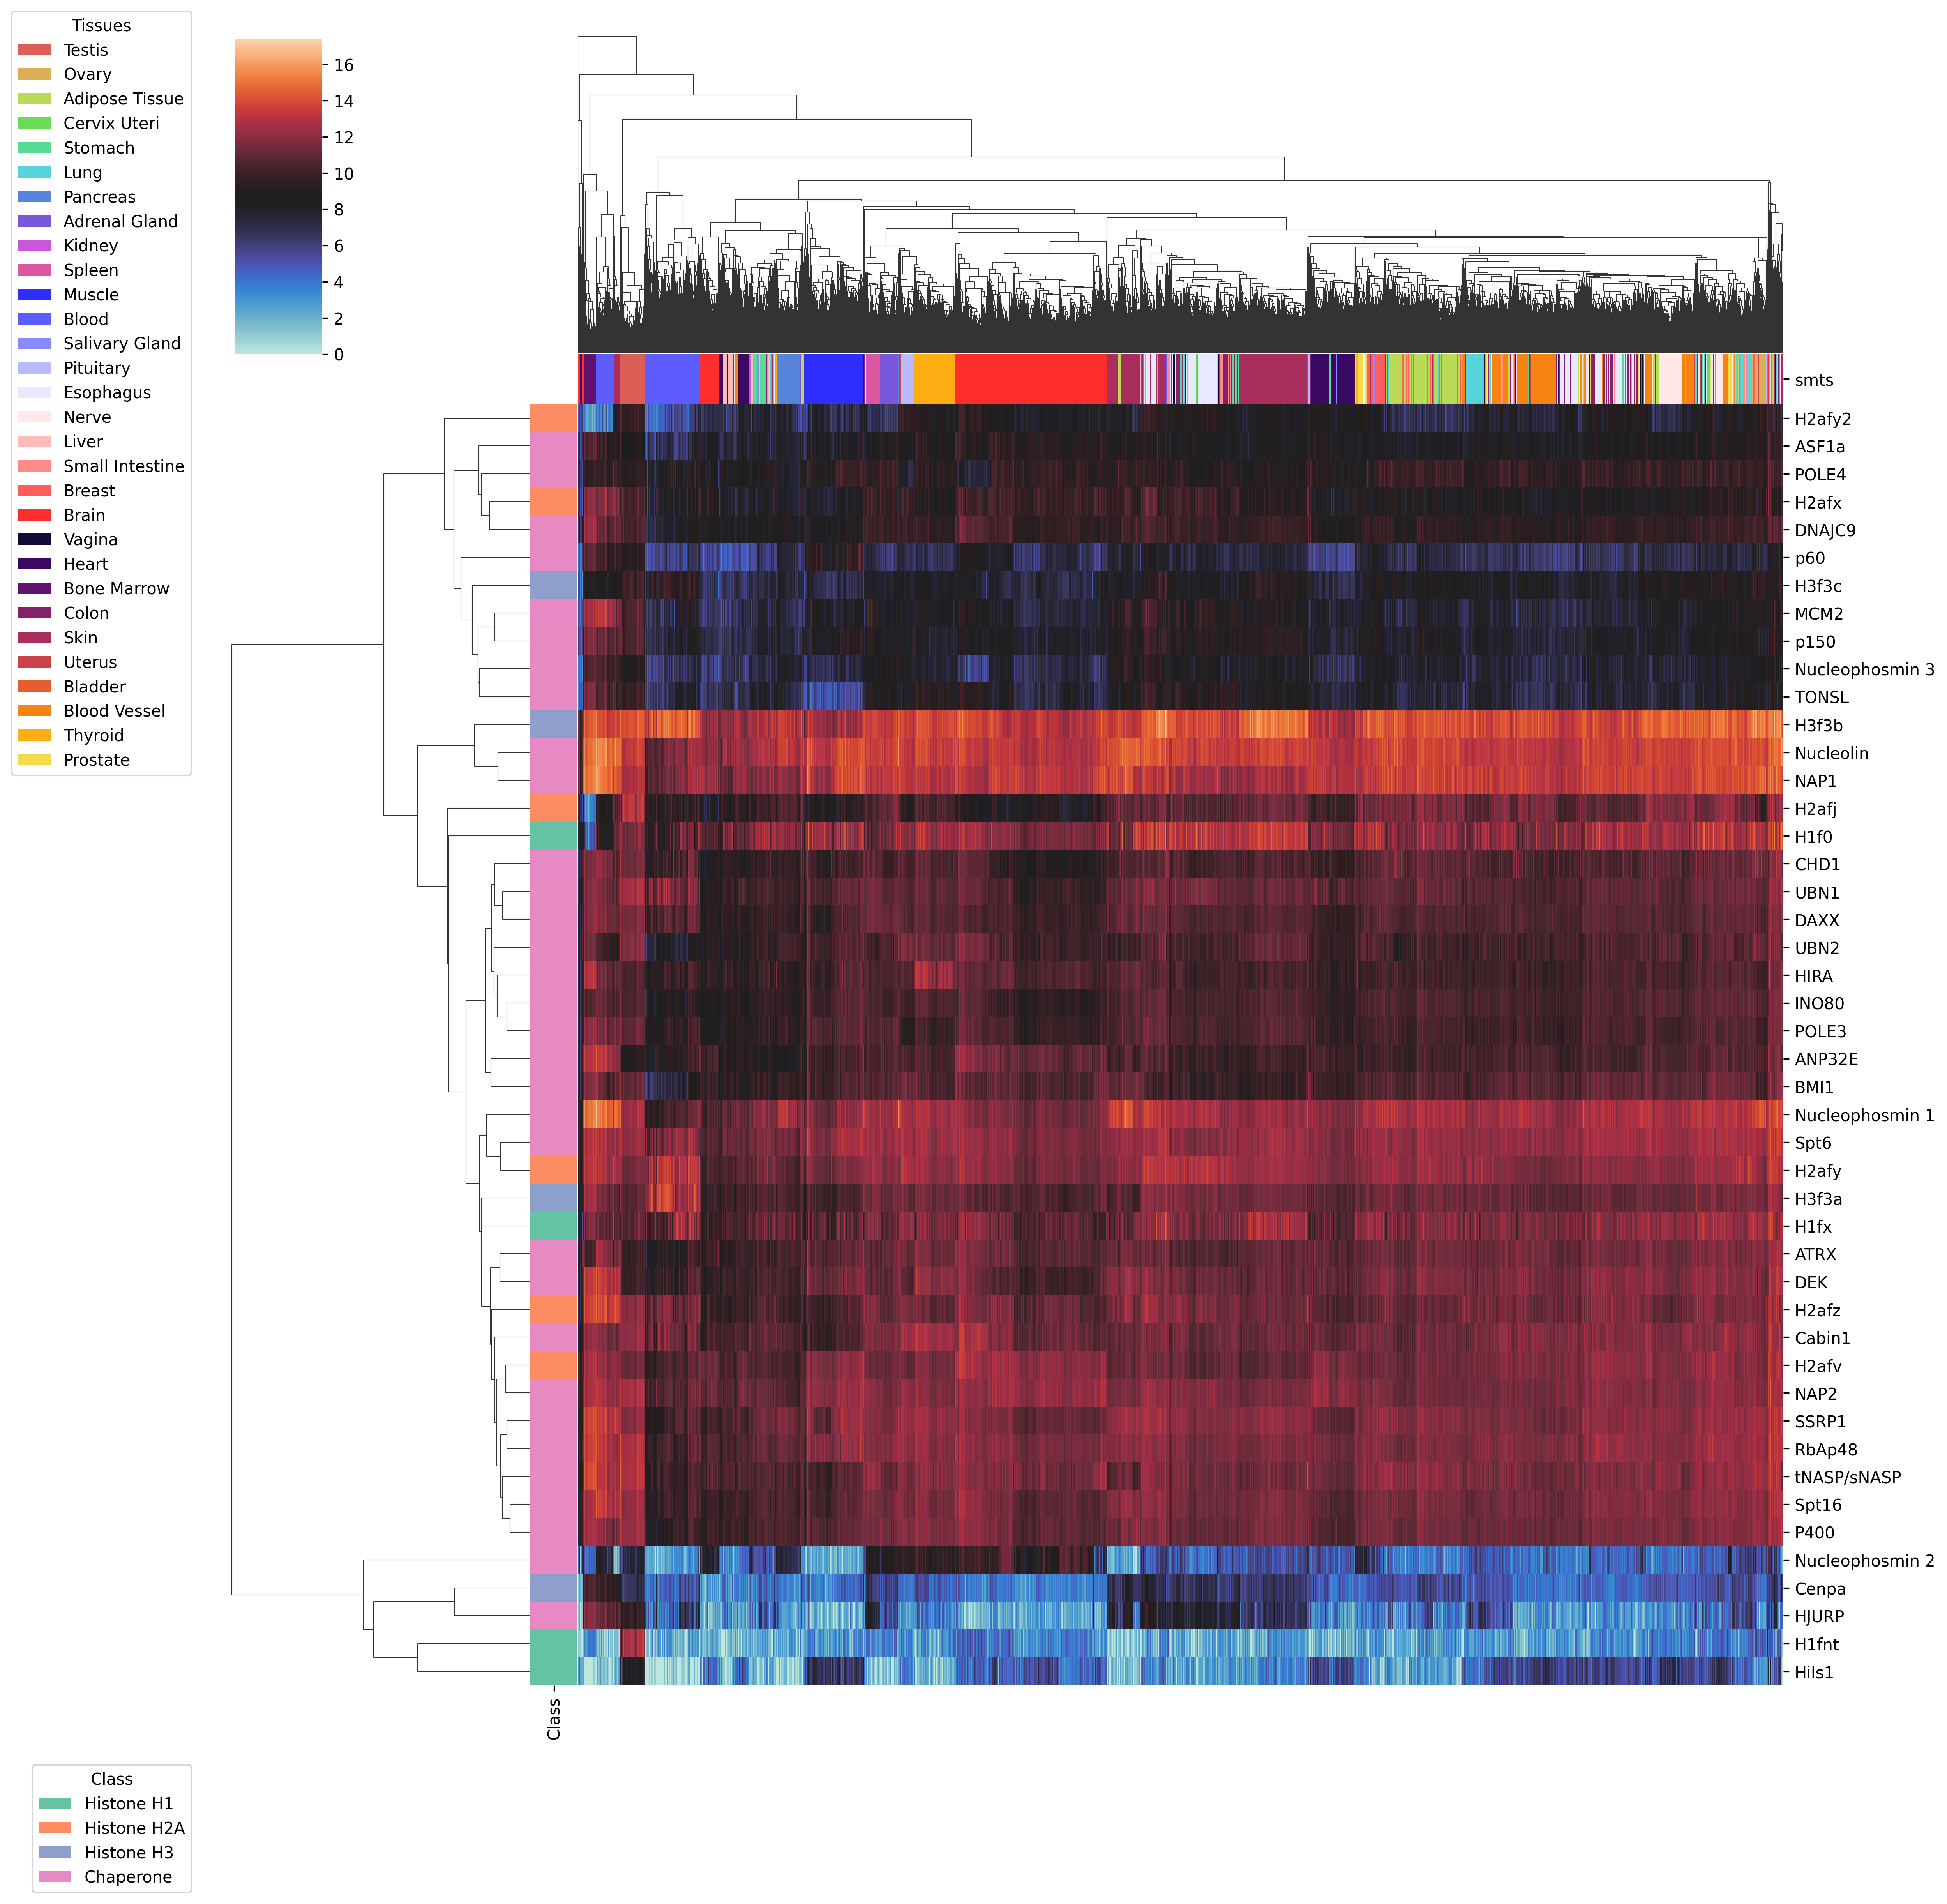 Tissues
Testis
Ovary
Adipose Tissue
Cervix Uteri
Stomach
Lung
Pancreas
Adrenal Gland
Kidney
Spleen
Muscle
Blood
Salivary Gland
Pituitary
Esophagus
Nerve
Liver
Small Intestine
Breast
Brain
Vagina
Heart
Bone Marrow
Colon
Skin
Uterus
Bladder
Blood Vessel
Thyroid
Prostate
16
14
12
10
8
6
4
2
0
smts
H2afy2
ASF1a
POLE4
H2afx
DNAJC9
p60
H3f3c
MCM2
p150
Nucleophosmin 3
TONSL
H3f3b
Nucleolin
NAP1
H2afj
H1f0
CHD1
UBN1
DAXX
UBN2
HIRA
INO80
POLE3
ANP32E
BMI1
Nucleophosmin 1
Spt6
H2afy
H3f3a
H1fx
ATRX
DEK
H2afz
Cabin1
H2afv
NAP2
SSRP1
RbAp48
tNASP/sNASP
Spt16
P400
Nucleophosmin 2
Cenpa
HJURP
H1fnt
Hils1
Class
Class
Histone H1
Histone H2A
Histone H3
Chaperone